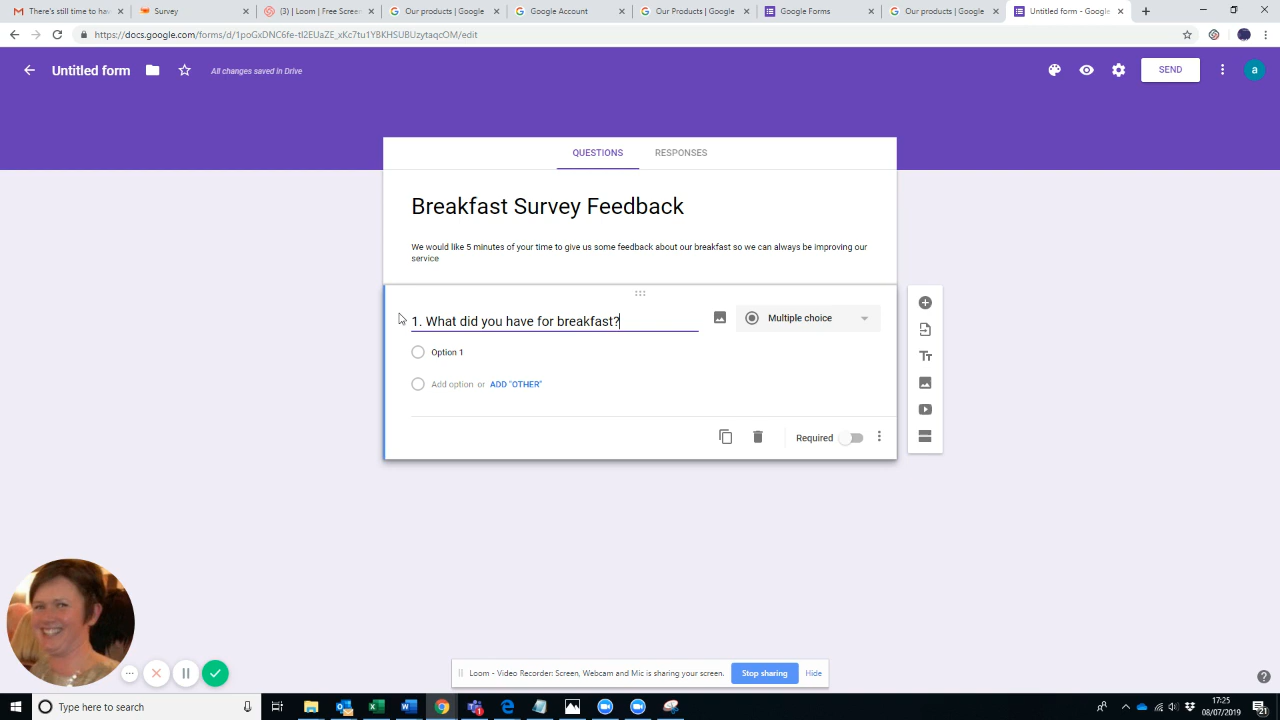 There's still time to ha
Survey
(3) | Loom | Free Scree
Our products | Google
Google Account
Our Products | Google
Google Forms
Our products | Google
Untitled form - Google
https://docs.google.com/forms/d/1poGxDNC6fe-tI2EUaZE_xKc7tu1YBKHSUBUzytaqcOM/edit
Untitled form
All changes saved in Drive
SEND
a
QUESTIONS
RESPONSES
Breakfast Survey Feedback
We would like 5 minutes of your time to give us some feedback about our breakfast so we can always be improving our
service
1. What did you have for breakfast?
Multiple choice
Option 1
Add option or ADD "OTHER"
Required
Loom - Video Recorder: Screen, Webcam and Mic is sharing your screen.
Stop sharing
Hide
Type here to search
17:25
08/07/2019